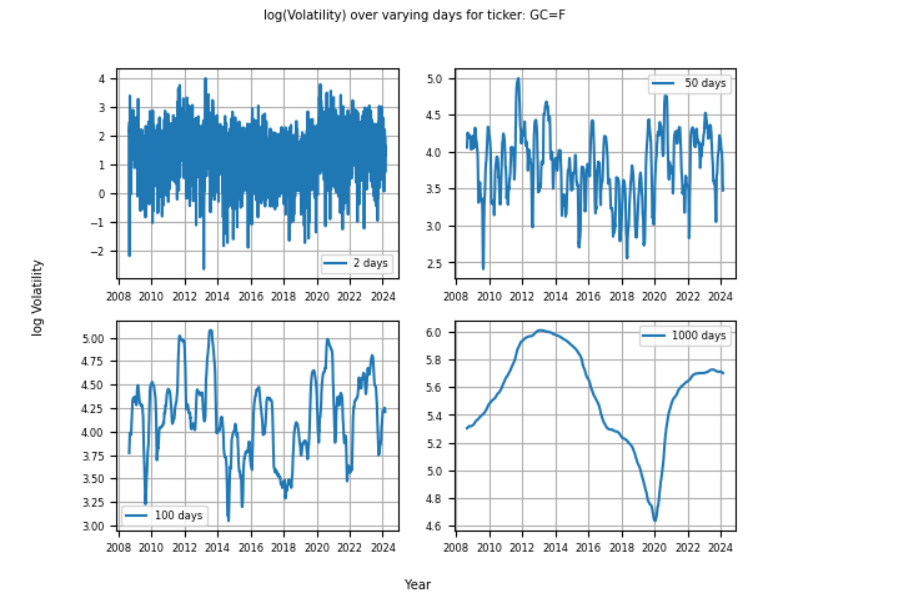 log(Volatility) over varying days for ticker: GC=F
4
3
2
1
0
−1
−2
2 days
2008 2010 2012 2014 2016 2018 2020 2022 2024
5.0
4.5
4.0
3.5
3.0
2.5
50 days
2008 2010 2012 2014 2016 2018 2020 2022 2024
log Volatility
5.00
4.75
4.50
4.25
4.00
3.75
3.50
3.25
3.00
100 days
2008 2010 2012 2014 2016 2018 2020 2022 2024
6.0
5.8
5.6
5.4
5.2
5.0
4.8
4.6
1000 days
2008 2010 2012 2014 2016 2018 2020 2022 2024
Year